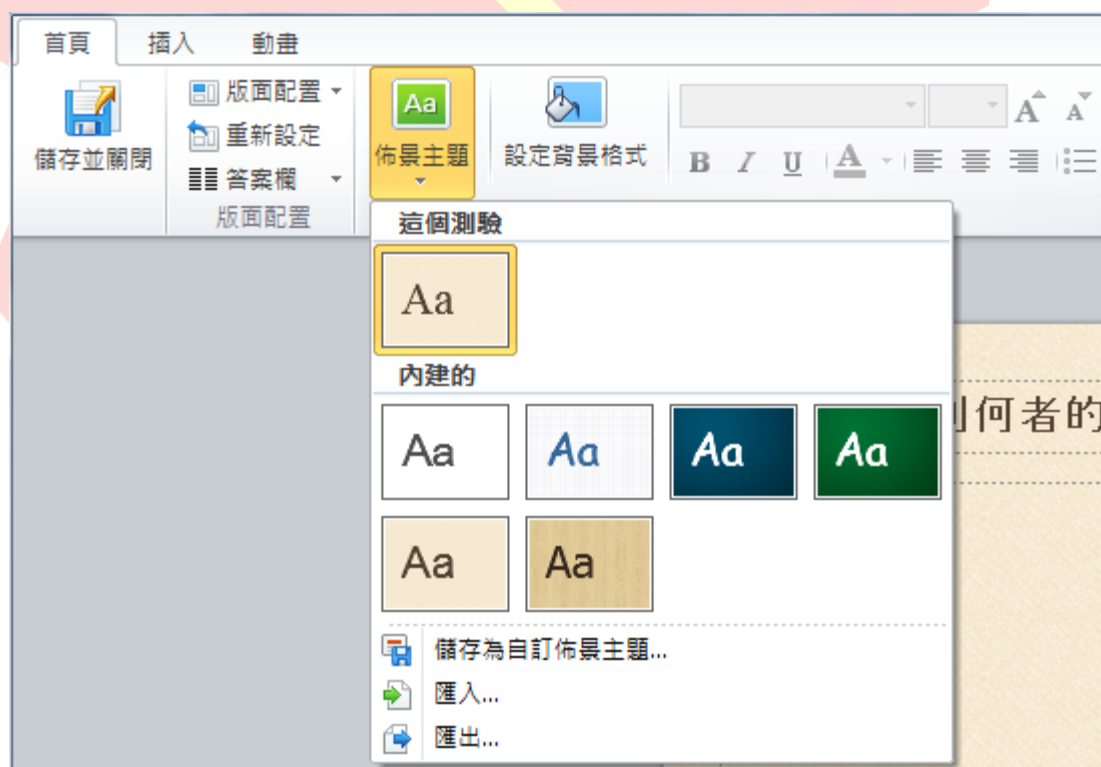 首頁 插入 動畫
儲存並關閉
版面配置
重新設定
答案欄
版面配置
Aa
佈景主題
設定背景格式
A A
B I U A
這個測驗
Aa
內建的
Aa Aa Aa Aa
Aa Aa
儲存為自訂佈景主題...
匯入...
匯出...
何者的